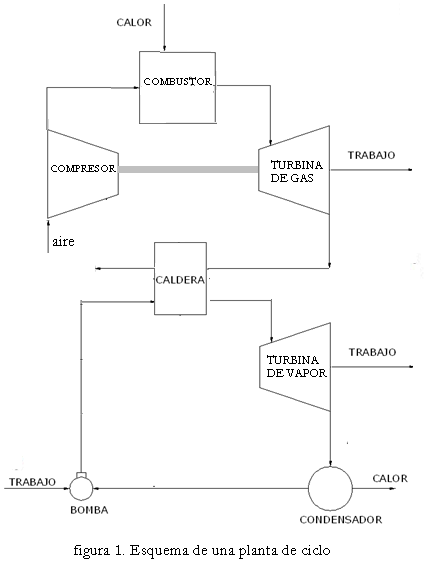 CALOR
COMBUSTOR
COMPRESOR
TURBINA
DE GAS
TRABAJO
aire
CALDERA
TURBINA
DE VAPOR
TRABAJO
TRABAJO
BOMBA
CALOR
CONDENSADOR
figura 1. Esquema de una planta de ciclo